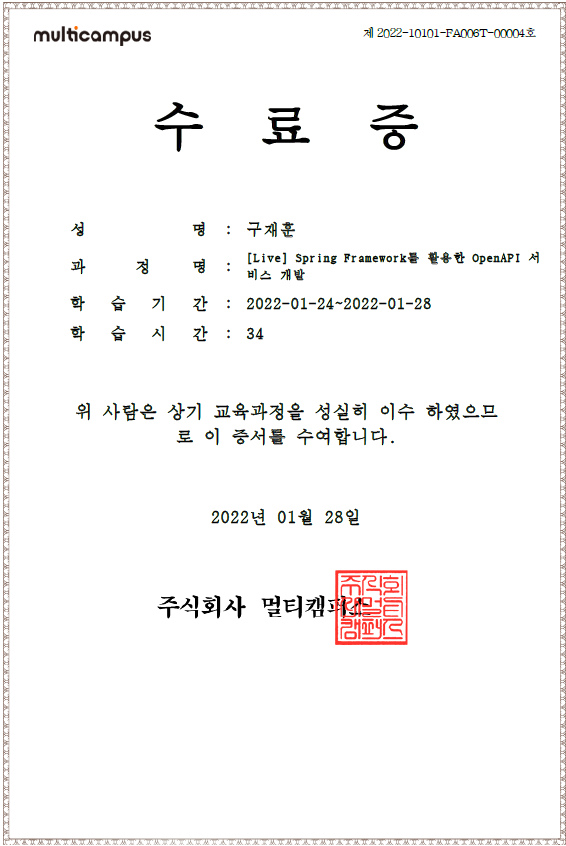 multicampus
제 2022-10101-FA006T-00004호
수 료 증
성 명 : 구재훈
과 정 명 : [Live] Spring Framework를 활용한 OpenAPI 서
비스 개발
학 습 기 간 : 2022-01-24~2022-01-28
학 습 시 간 : 34
위 사람은 상기 교육과정을 성실히 이수 하였으므
로 이 증서를 수여합니다.
2022년 01월 28일
주식회사 멀티캠퍼스
주식회
사멀티
캠퍼스